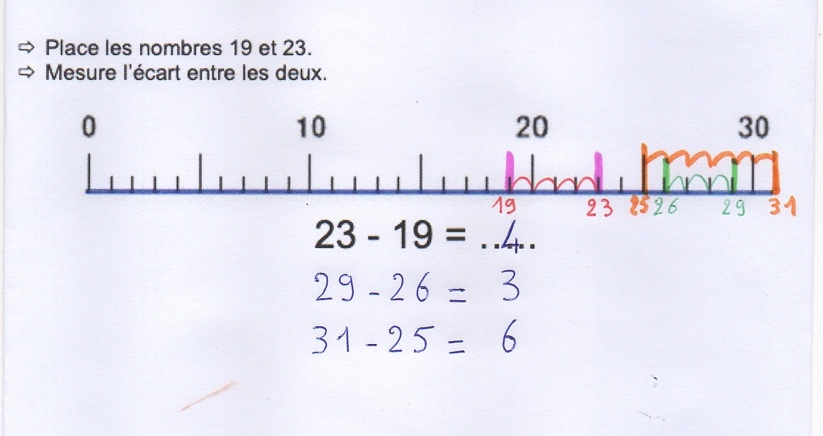 ⇨ Place les nombres 19 et 23.
⇨ Mesure l'écart entre les deux.
0 10 20 30
19 23 25 26 29 31
23 - 19 = ..4..
29 - 26 = 3
31 - 25 = 6